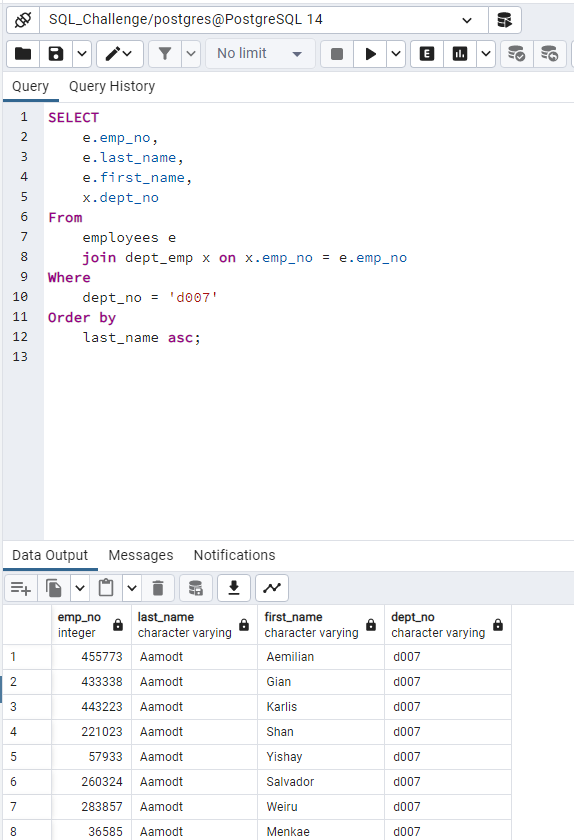 SQL_Challenge/postgres@PostgreSQL 14
No limit
E
Query Query History
1 SELECT
2 e.emp_no,
3 e.last_name,
4 e.first_name,
5 x.dept_no
6 From
7 employees e
8 join dept_emp x on x.emp_no = e.emp_no
9 Where
10 dept_no = 'd007'
11 Order by
12 last_name asc;
13
Data Output Messages Notifications
emp_no last_name first_name dept_no
integer character varying character varying character varying
1 455773 Aamodt Aemilian d007
2 433338 Aamodt Gian d007
3 443223 Aamodt Karlis d007
4 221023 Aamodt Shan d007
5 57933 Aamodt Yishay d007
6 260324 Aamodt Salvador d007
7 283857 Aamodt Weiru d007
8 36585 Aamodt Menkae d007